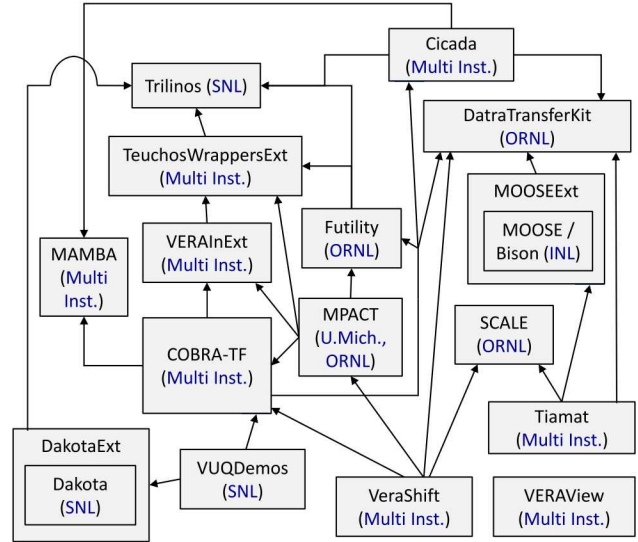 Cicada
(Multi Inst.)
Trilinos (SNL)
DatraTransferKit
(ORNL)
TeuchosWrappersExt
(Multi Inst.)
MOOSEExt
MOOSE /
Bison (INL)
Futility
(ORNL)
VERAInExt
(Multi Inst.)
MAMBA
(Multi
Inst.)
MPACT
(U.Mich.,
ORNL)
SCALE
(ORNL)
COBRA-TF
(Multi Inst.)
Tiamat
(Multi Inst.)
DakotaExt
Dakota
(SNL)
VUQDemos
(SNL)
VeraShift
(Multi Inst.)
VERAView
(Multi Inst.)